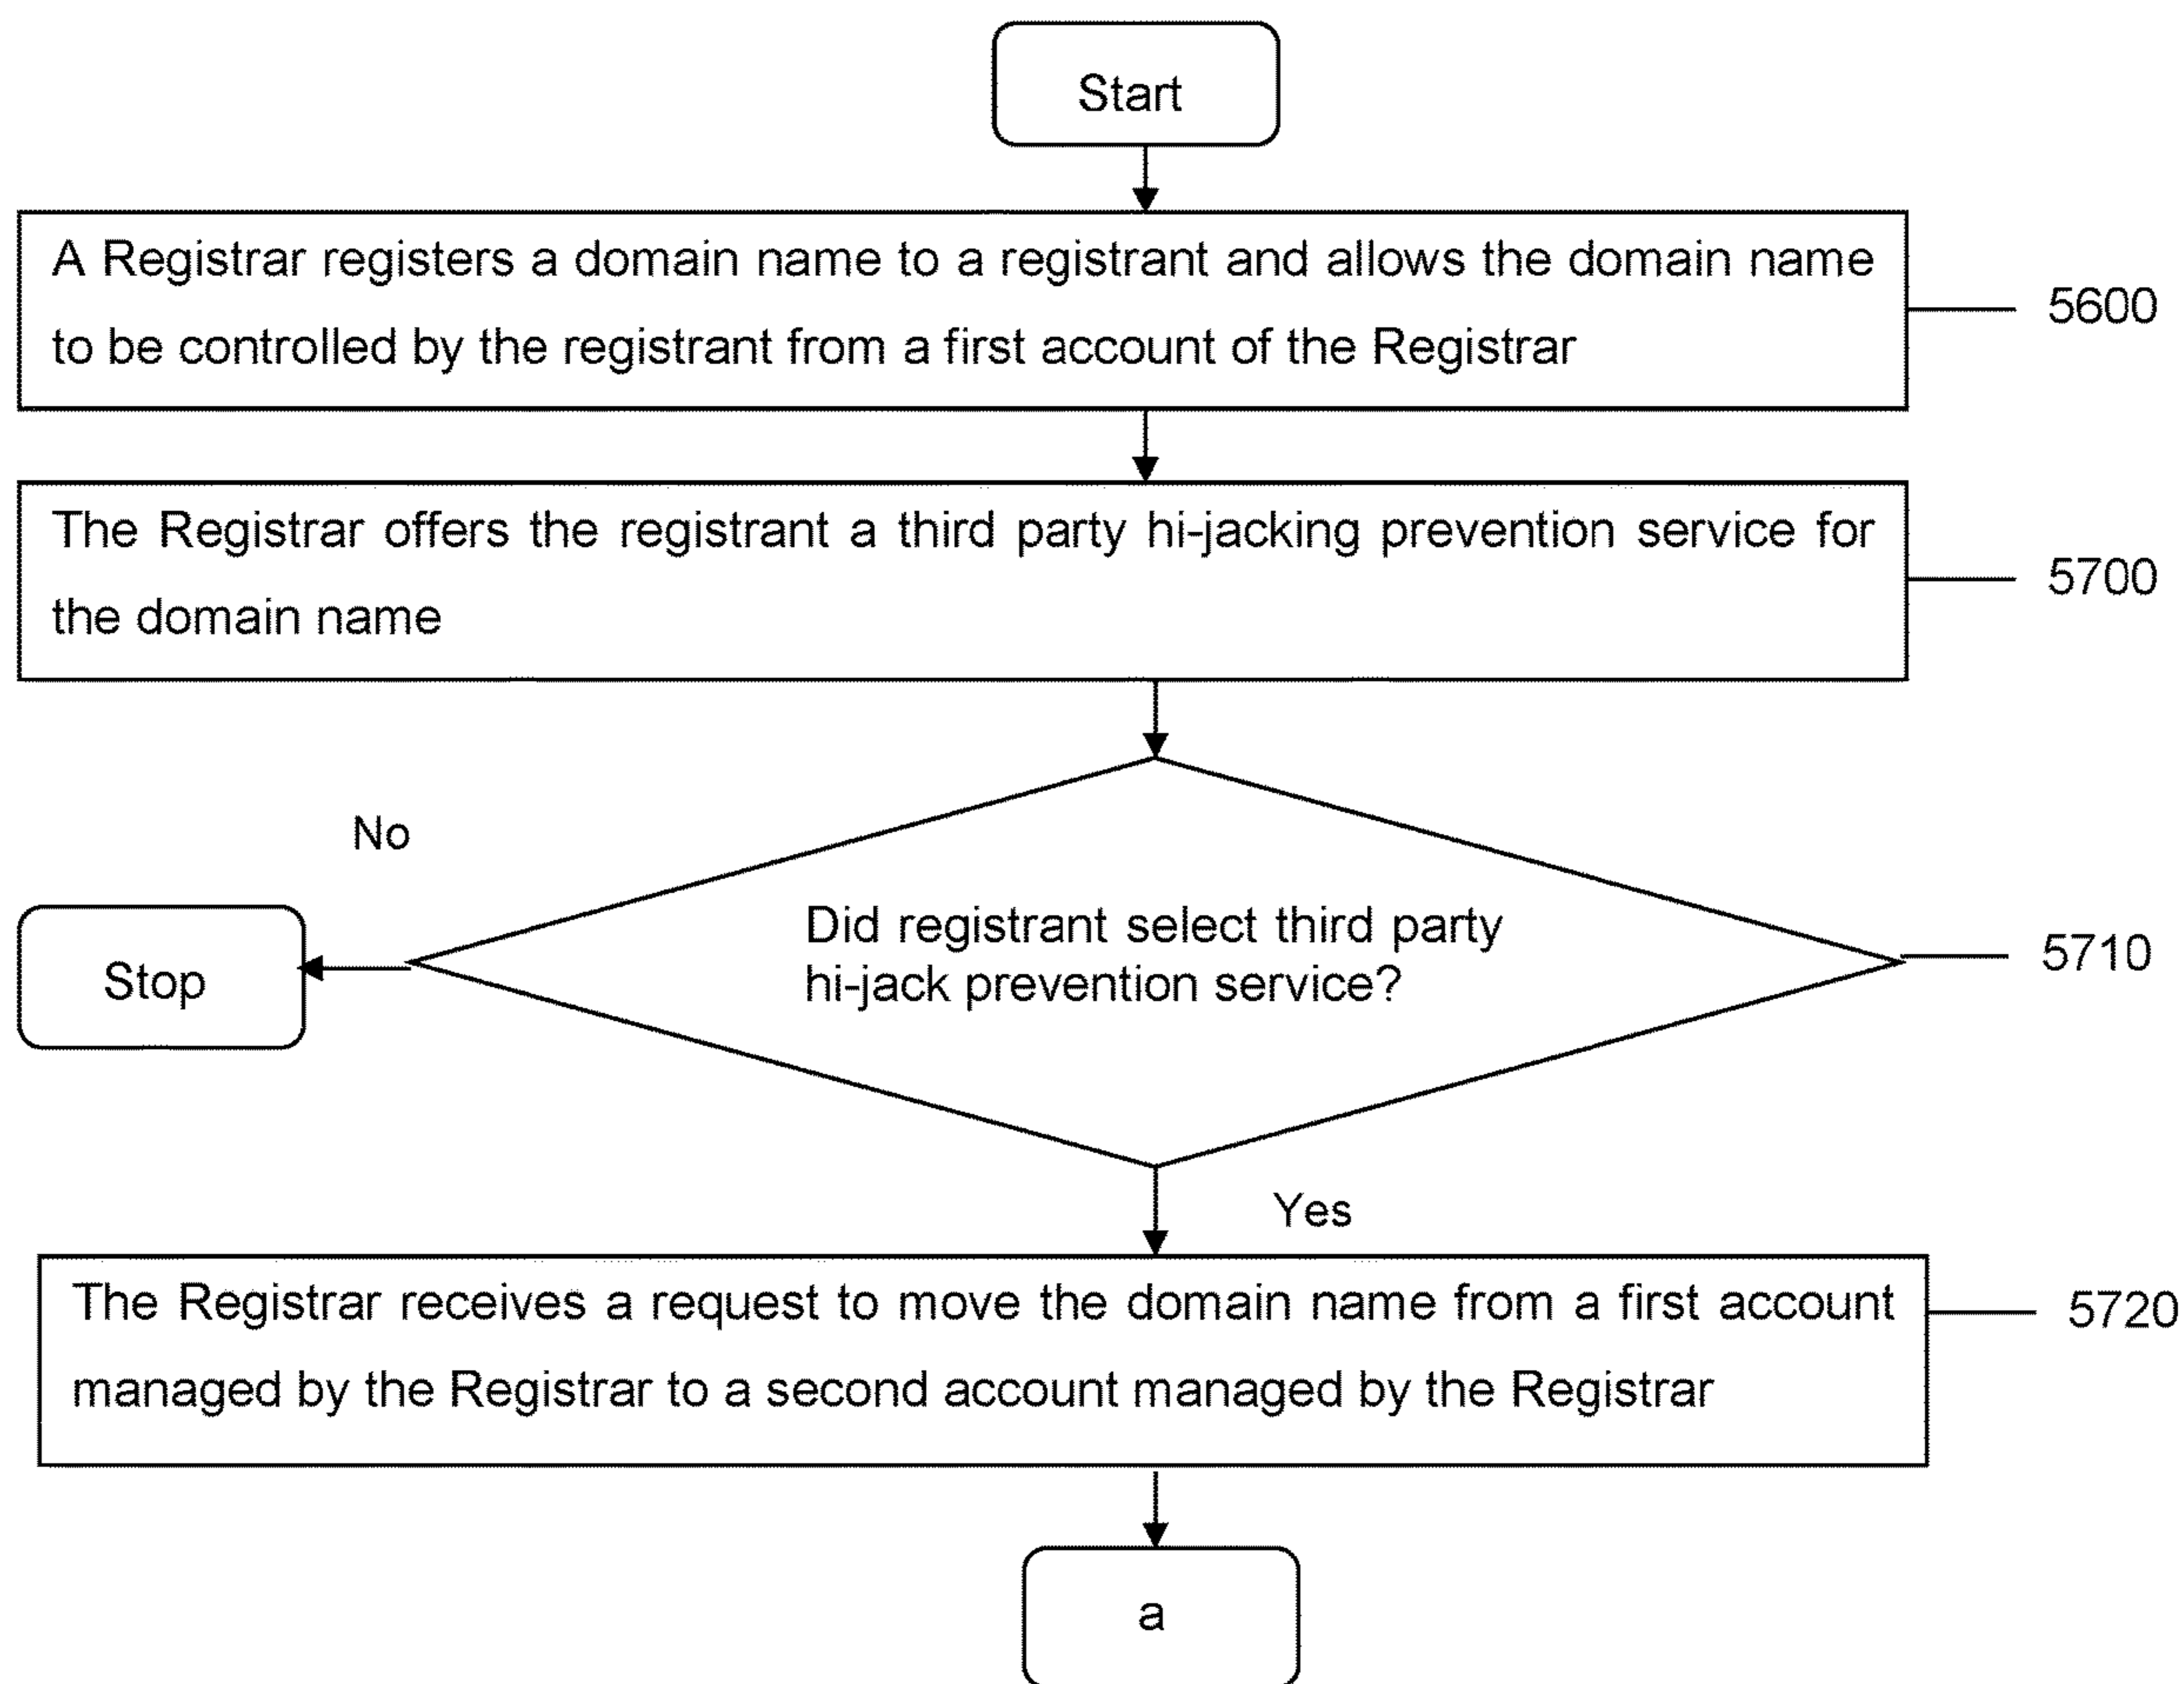 Start
A Registrar registers a domain name to a registrant and allows the domain name
to be controlled by the registrant from a first account of the Registrar
5600
The Registrar offers the registrant a third party hi-jacking prevention service for
the domain name
5700
No
Did registrant select third party
hi-jack prevention service?
5710
Stop
Yes
The Registrar receives a request to move the domain name from a first account
managed by the Registrar to a second account managed by the Registrar
5720
a